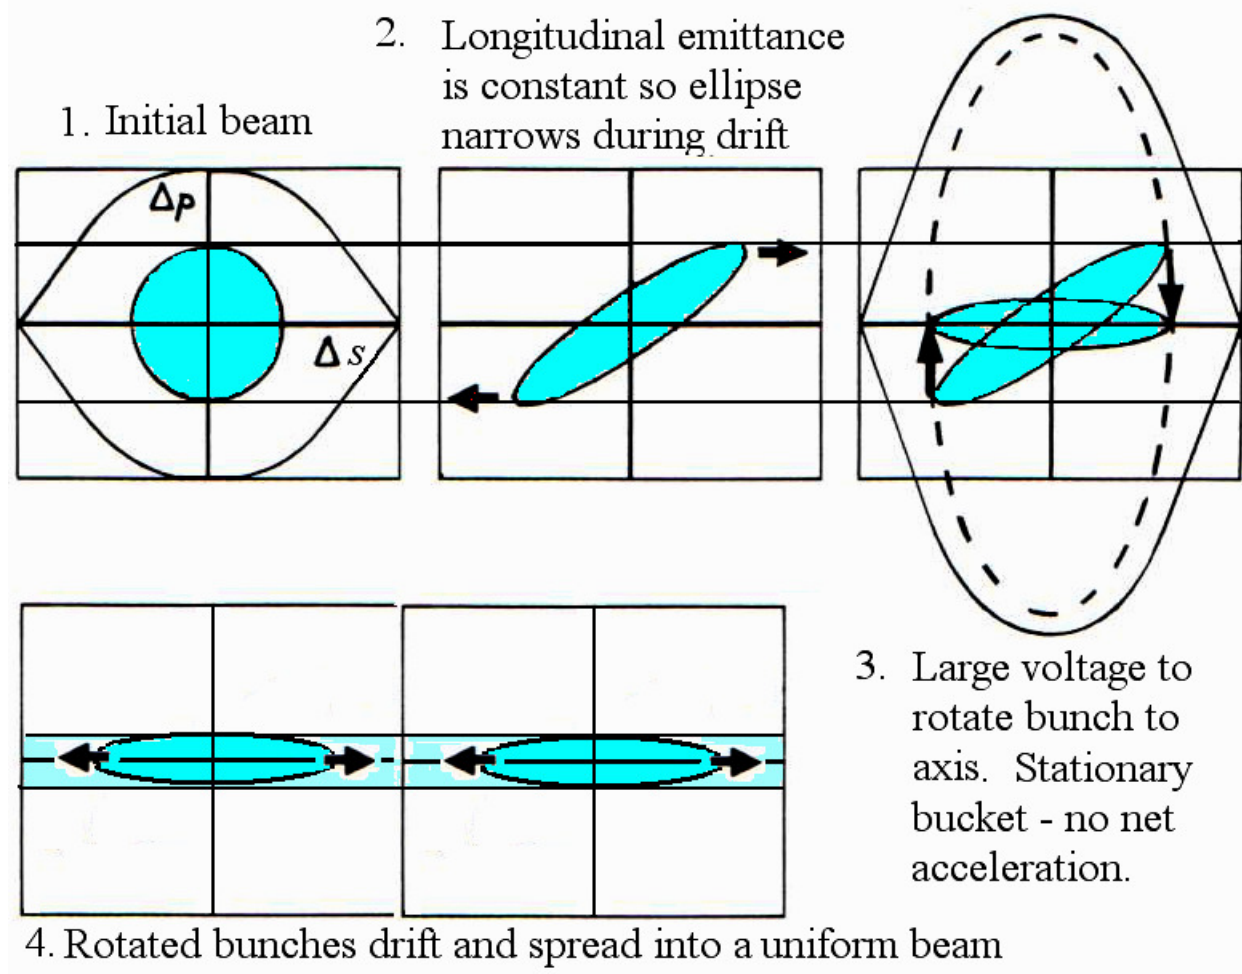 1. Initial beam
2. Longitudinal emittance
is constant so ellipse
narrows during drift
Δp
Δs
3. Large voltage to
rotate bunch to
axis. Stationary
bucket - no net
acceleration.
4. Rotated bunches drift and spread into a uniform beam